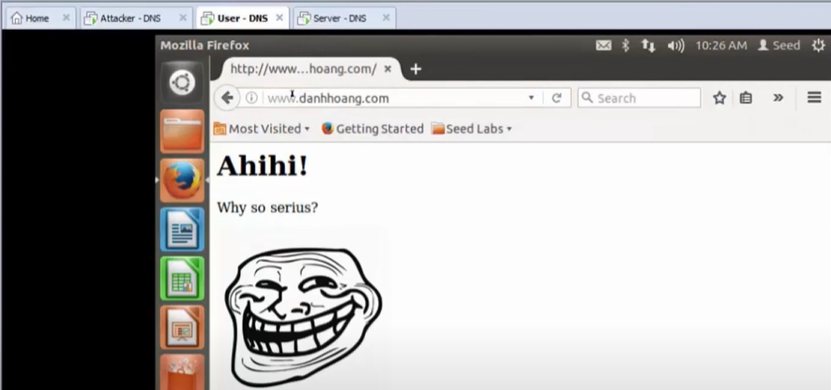 Home
Attacker - DNS
User - DNS
Server - DNS
Mozilla Firefox
10:26 AM
Seed
http://www...hoang.com/
www.danhhoang.com
Search
Most Visited
Getting Started
Seed Labs
Ahihi!
Why so serius?